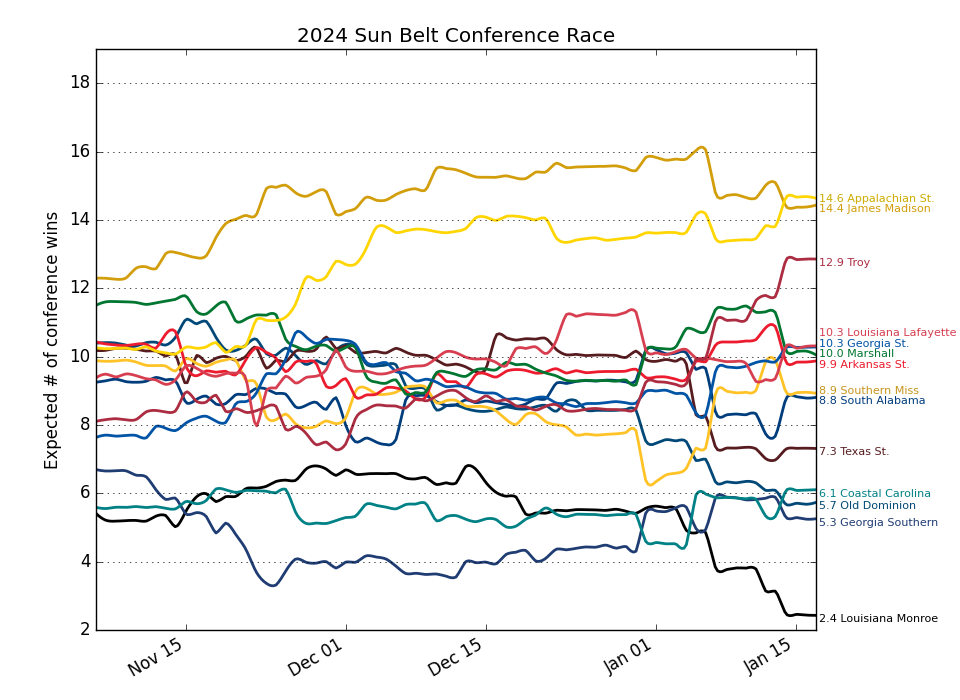 2024 Sun Belt Conference Race
Expected # of conference wins
18
16
14
12
10
8
6
4
2
14.6 Appalachian St.
14.4 James Madison
12.9 Troy
10.3 Louisiana Lafayette
10.3 Georgia St.
10.0 Marshall
9.9 Arkansas St.
8.9 Southern Miss
8.8 South Alabama
7.3 Texas St.
6.1 Coastal Carolina
5.7 Old Dominion
5.3 Georgia Southern
2.4 Louisiana Monroe
Nov 15
Dec 01
Dec 15
Jan 01
Jan 15